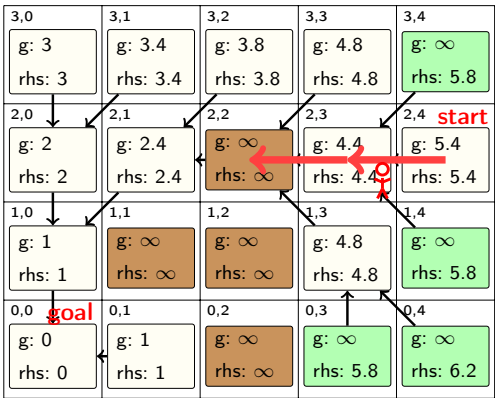 3,0 3,1 3,2 3,3 3,4
g: 3 g: 3.4 g: 3.8 g: 4.8 g: ∞
rhs: 3 rhs: 3.4 rhs: 3.8 rhs: 4.8 rhs: 5.8
2,0 2,1 2,2 2,3 2,4
start
g: 2 g: 2.4 g: ∞ g: 4.4 g: 5.4
rhs: 2 rhs: 2.4 rhs: ∞ rhs: 4.4 rhs: 5.4
1,0 1,1 1,2 1,3 1,4
g: 1 g: ∞ g: ∞ g: 4.8 g: ∞
rhs: 1 rhs: ∞ rhs: ∞ rhs: 4.8 rhs: 5.8
0,0 0,1 0,2 0,3 0,4
goal
g: 0 g: 1 g: ∞ g: ∞ g: ∞
rhs: 0 rhs: 1 rhs: ∞ rhs: 5.8 rhs: 6.2